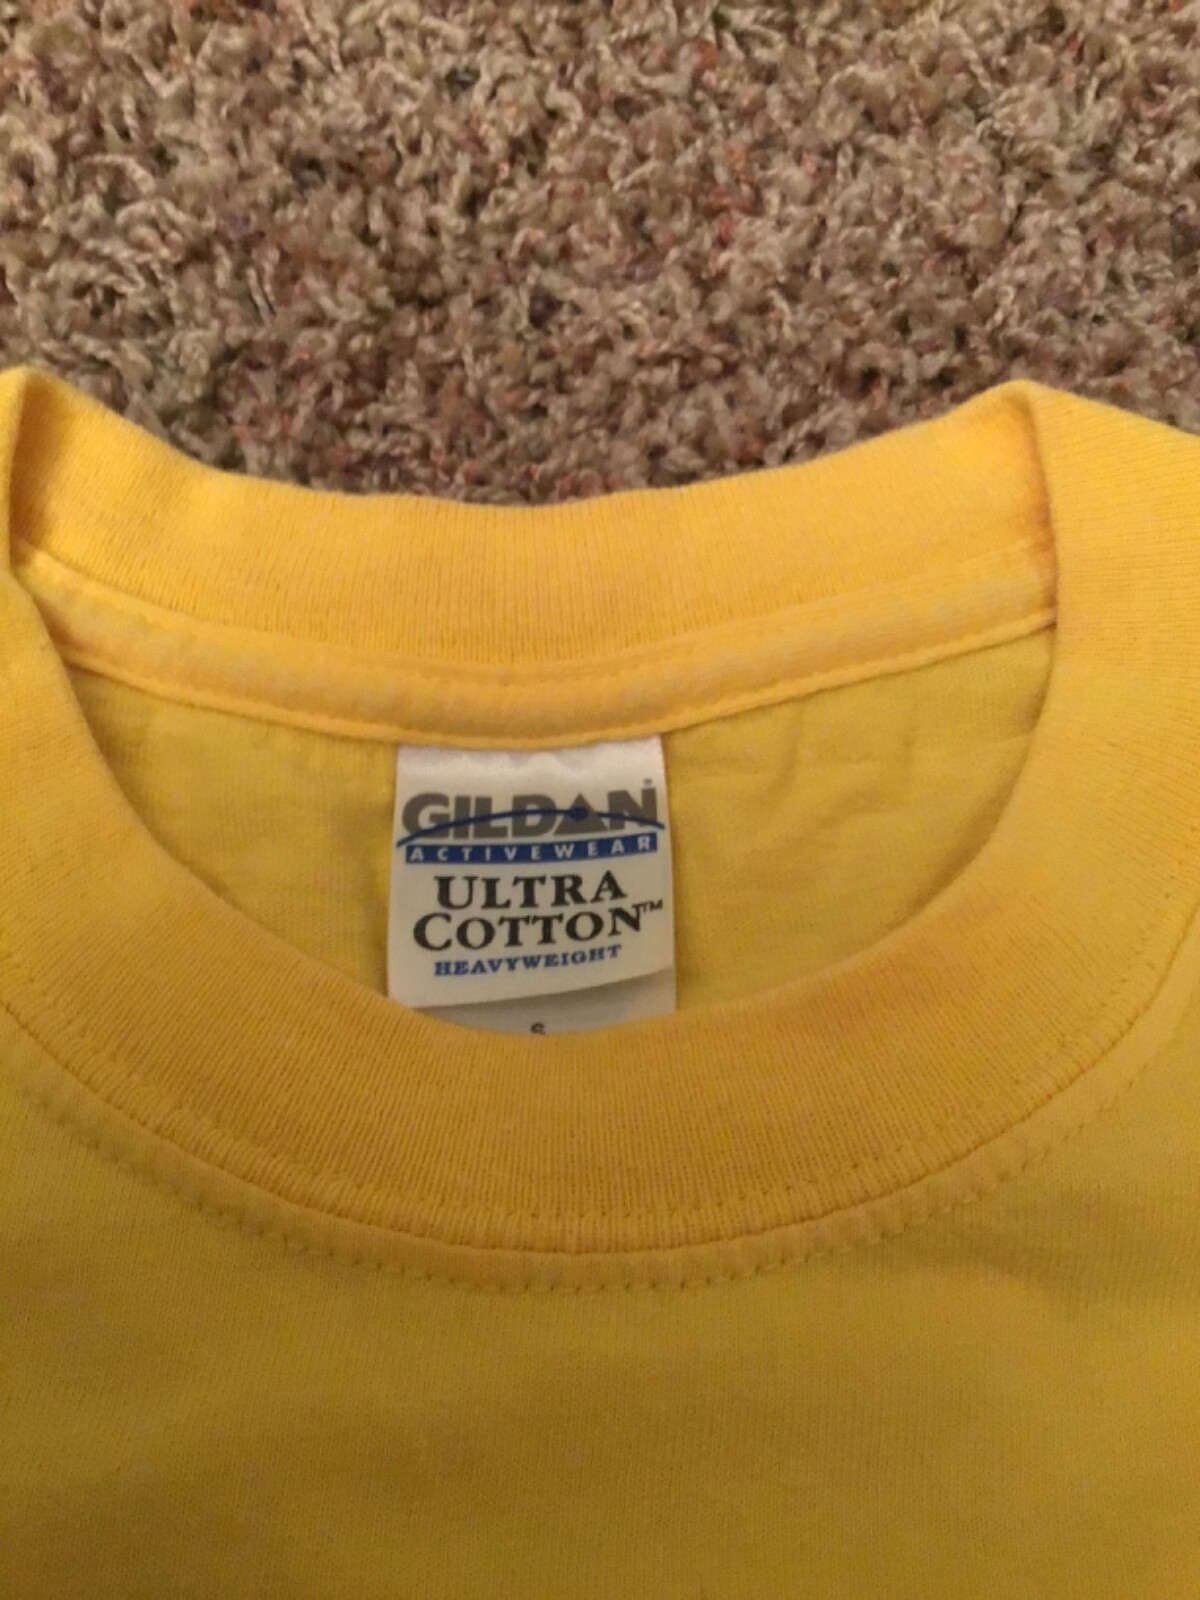 GILDAN®
ACTIVEWEAR
ULTRA
COTTON™
HEAVYWEIGHT
S